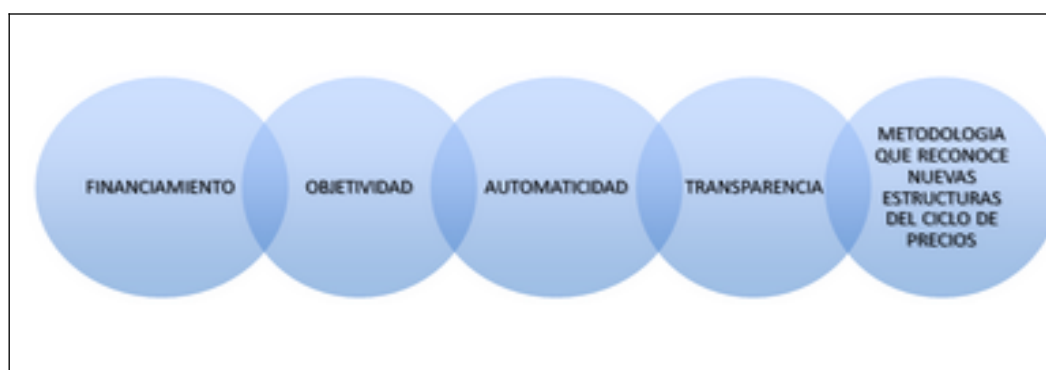 FINANCIAMIENTO
OBJETIVIDAD
AUTOMATICIDAD
TRANSPARENCIA
METODOLOGIA
QUE RECONOCE
NUEVAS
ESTRUCTURAS
DEL CICLO DE
PRECIOS